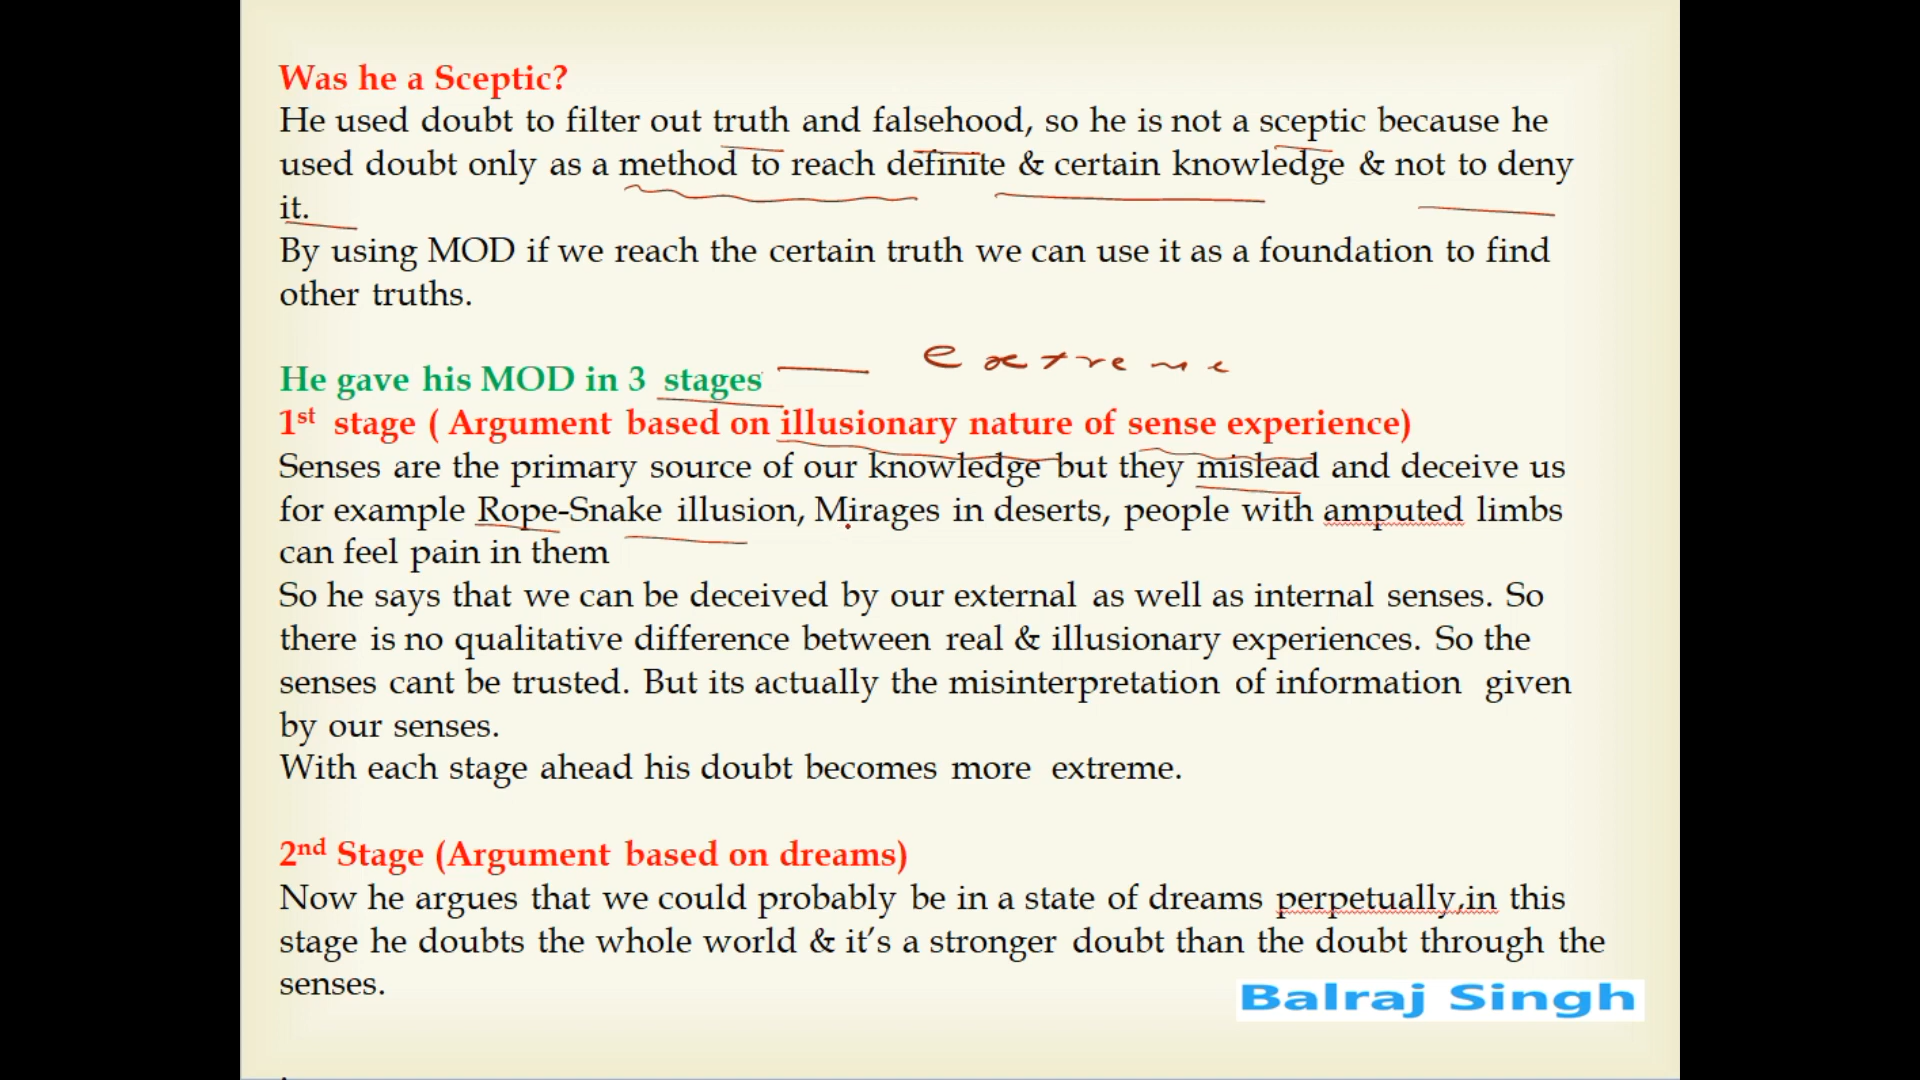 Was he a Sceptic?
He used doubt to filter out truth and falsehood, so he is not a sceptic because he
used doubt only as a method to reach definite & certain knowledge & not to deny
it.
By using MOD if we reach the certain truth we can use it as a foundation to find
other truths.
extreme
He gave his MOD in 3 stages
1st stage ( Argument based on illusionary nature of sense experience)
Senses are the primary source of our knowledge but they mislead and deceive us
for example Rope-Snake illusion, Mirages in deserts, people with amputed limbs
can feel pain in them
So he says that we can be deceived by our external as well as internal senses. So
there is no qualitative difference between real & illusionary experiences. So the
senses cant be trusted. But its actually the misinterpretation of information given
by our senses.
With each stage ahead his doubt becomes more extreme.
2nd Stage (Argument based on dreams)
Now he argues that we could probably be in a state of dreams perpetually,in this
stage he doubts the whole world & it's a stronger doubt than the doubt through the
senses.
Balraj Singh